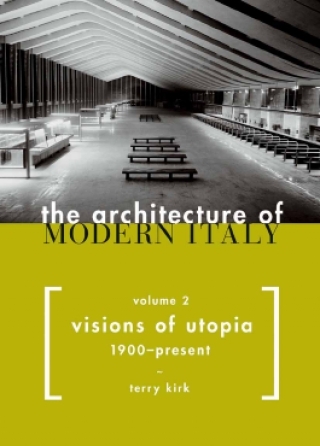 the architecture of
MODERN ITALY
volume 2
visions of utopia
1900–present
–
terry kirk